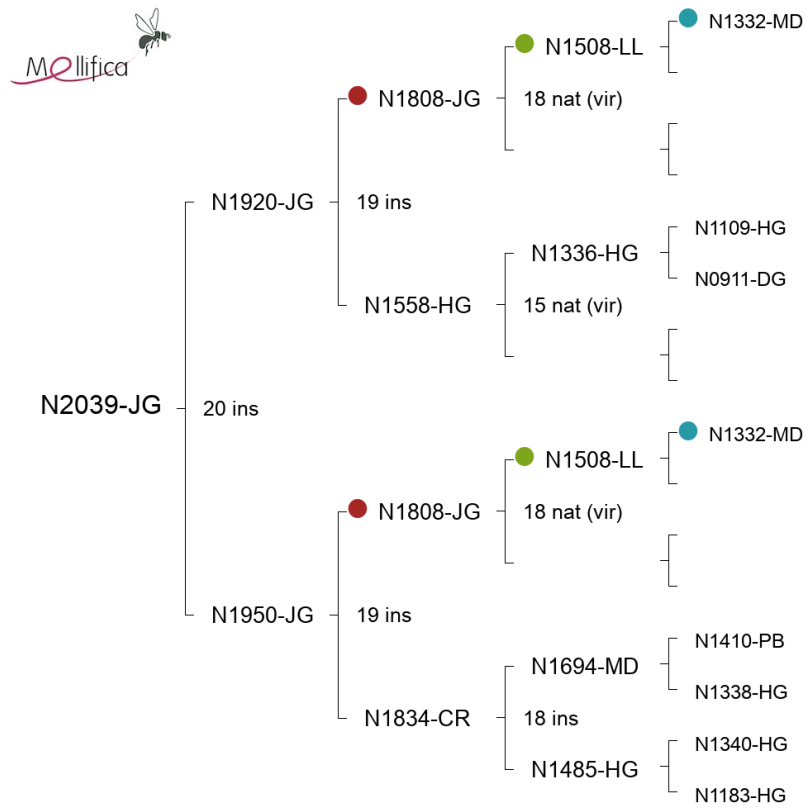 Mellifica
N1332-MD
N1508-LL
N1808-JG
18 nat (vir)
N1920-JG
19 ins
N1109-HG
N1336-HG
N0911-DG
N1558-HG
15 nat (vir)
N2039-JG
20 ins
N1332-MD
N1508-LL
N1808-JG
18 nat (vir)
N1950-JG
19 ins
N1410-PB
N1694-MD
N1338-HG
N1834-CR
18 ins
N1340-HG
N1485-HG
N1183-HG